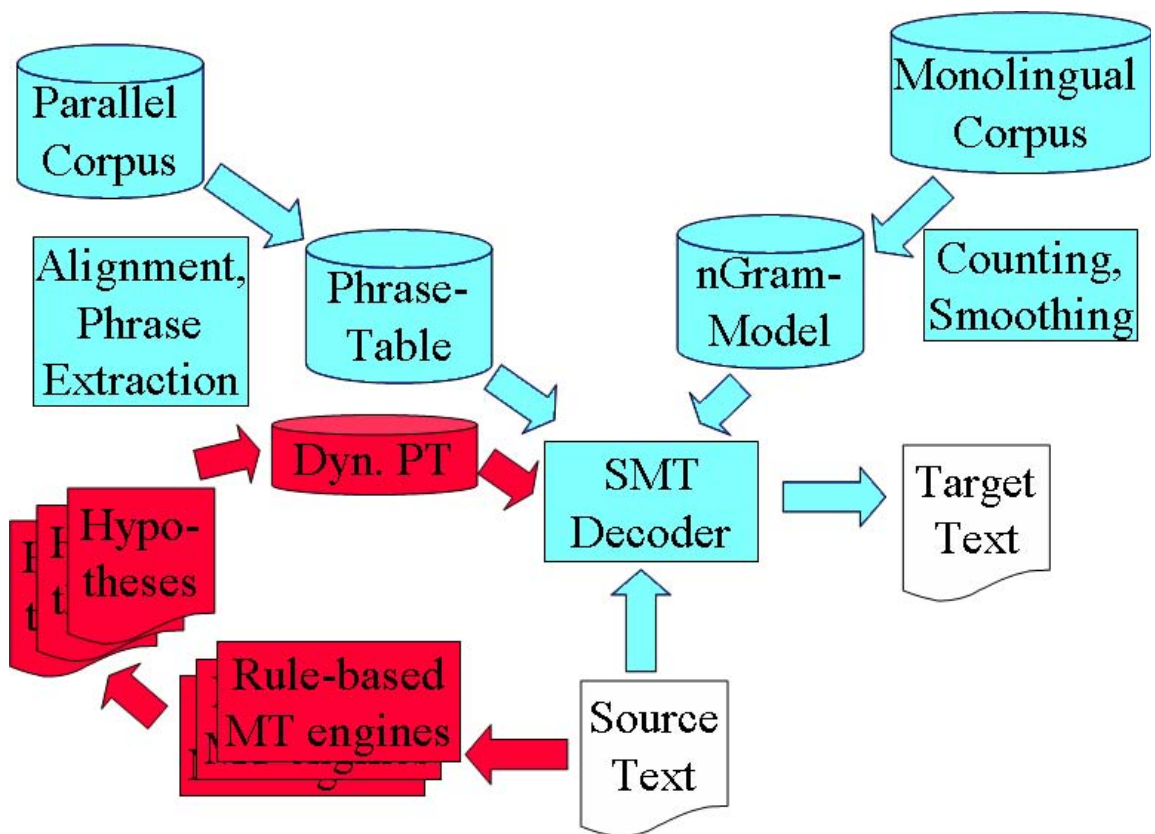 Parallel
Corpus
Monolingual
Corpus
Alignment,
Phrase
Extraction
Phrase-
Table
nGram-
Model
Counting,
Smoothing
Dyn. PT
SMT
Decoder
Target
Text
Hypo-
theses
Rule-based
MT engines
Source
Text